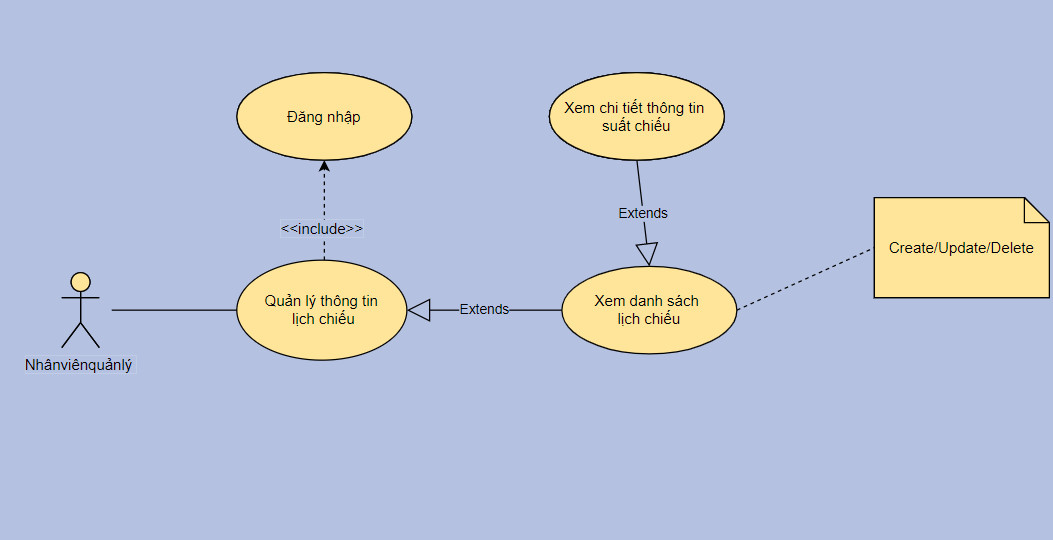 Đăng nhập
Xem chi tiết thông tin
suất chiếu
Extends
<<include>>
Create/Update/Delete
Quản lý thông tin
lịch chiếu
Extends
Xem danh sách
lịch chiếu
Nhânviênquảnlý